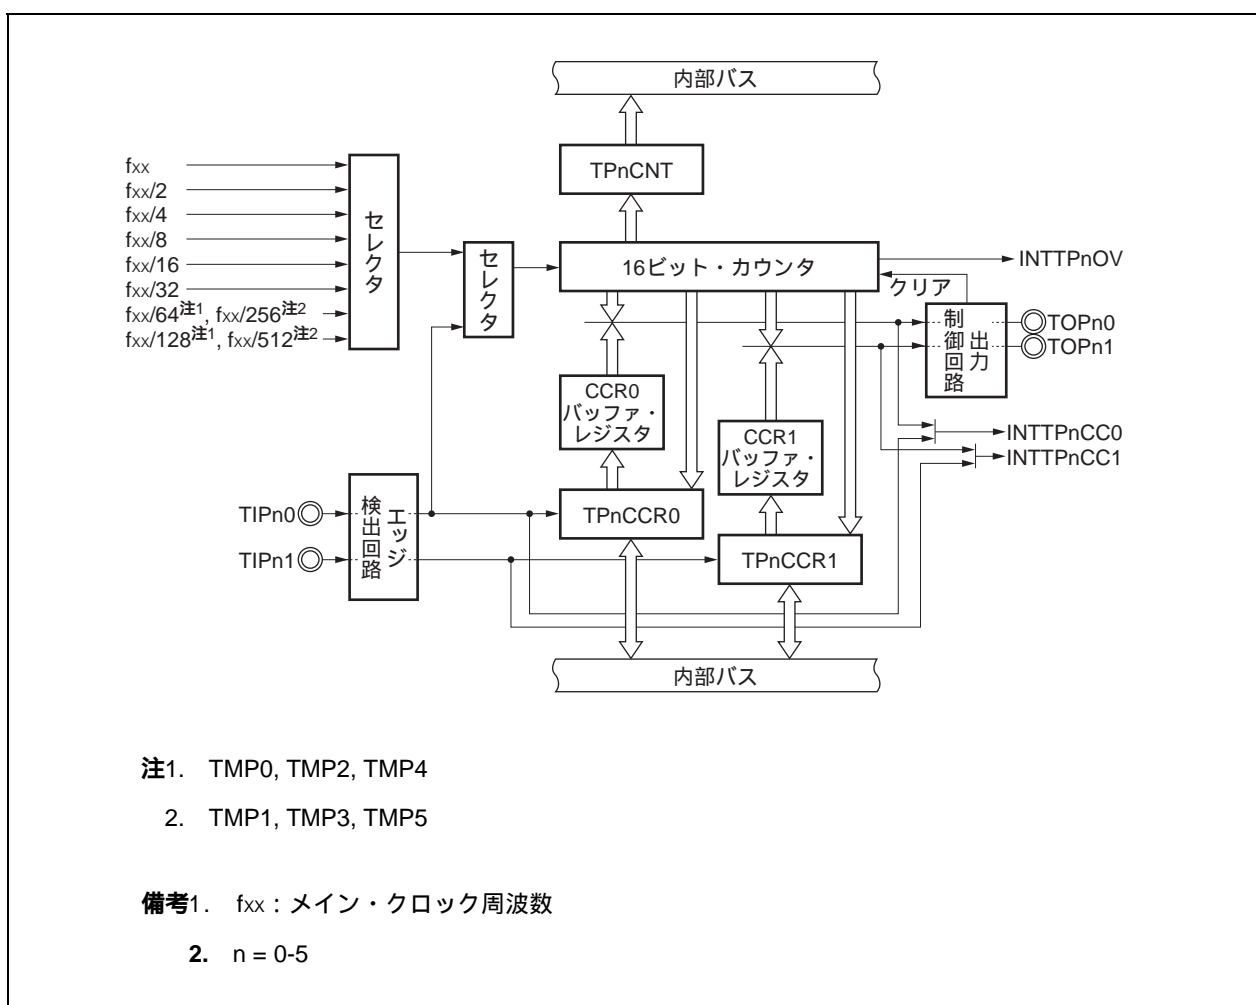 内部バス
TPnCNT
fxx
fxx/2
fxx/4
fxx/8
fxx/16
fxx/32
fxx/64注1, fxx/256注2
fxx/128注1, fxx/512注2
セレクタ
セレクタ
16ビット・カウンタ
INTTPnOV
クリア
制御回路
出力
TOPn0
TOPn1
CCR0
バッファ・
レジスタ
CCR1
バッファ・
レジスタ
INTTPnCC0
INTTPnCC1
TIPn0
TIPn1
検出回路
エッジ
TPnCCR0
TPnCCR1
内部バス
注1. TMP0, TMP2, TMP4
2. TMP1, TMP3, TMP5
備考1. fxx：メイン・クロック周波数
2. n = 0-5